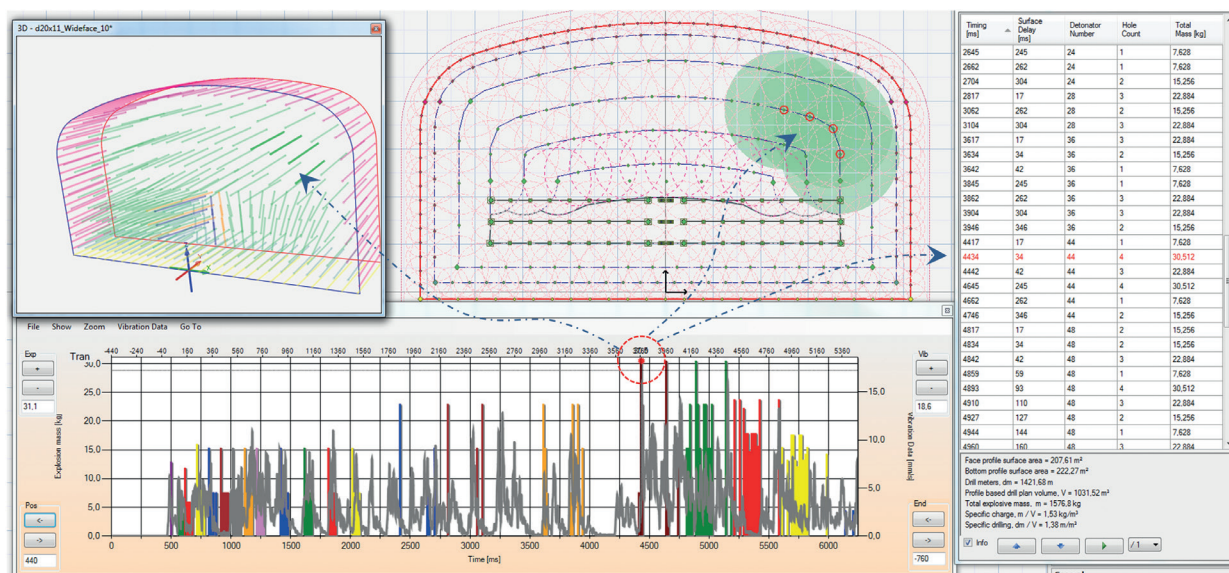 3D - d20x11_Wideface_10*
File Show Zoom Vibration Data Go To
Exp
+
-
31,1
Pos
<-
->
440
Tran
-440 -240 -40 160 360 560 760 960 1160 1360 1560 1760 1960 2160 2360 2560 2760 2960 3160 3360 3560 3960 4160 4360 4560 4760 4960 5160 5360
30,0
25,0
20,0
15,0
10,0
5,0
0,0
Explosion mass [kg]
0 500 1000 1500 2000 2500 3000 3500 4000 4500 5000 5500 6000
Time [ms]
15,0
10,0
5,0
0,0
Vibration Data [mm/s]
Vib
+
-
18,6
End
<-
->
-760
Timing [ms] Surface Delay [ms] Detonator Number Hole Count Total Mass [kg]
2645 245 24 1 7,628
2662 262 24 1 7,628
2704 304 24 2 15,256
2817 17 28 3 22,884
3062 262 28 2 15,256
3104 304 28 3 22,884
3617 17 36 3 22,884
3634 34 36 2 15,256
3642 42 36 1 7,628
3845 245 36 1 7,628
3862 262 36 3 22,884
3904 304 36 3 22,884
3946 346 36 2 15,256
4417 17 44 1 7,628
4434 34 44 4 30,512
4442 42 44 3 22,884
4645 245 44 4 30,512
4662 262 44 1 7,628
4746 346 44 2 15,256
4817 17 48 2 15,256
4834 34 48 2 15,256
4842 42 48 3 22,884
4859 59 48 1 7,628
4893 93 48 4 30,512
4910 110 48 3 22,884
4927 127 48 2 15,256
4944 144 48 1 7,628
4960 160 48 3 22,884
Face profile surface area = 207,61 m²
Bottom profile surface area = 222,27 m²
Drill meters, dm = 1421,68 m
Profile based drill plan volume, V = 1031,52 m³
Total explosive mass, m = 1576,8 kg
Specific charge, m / V = 1,53 kg/m³
Specific drilling, dm / V = 1,38 m/m³
Info
/ 1